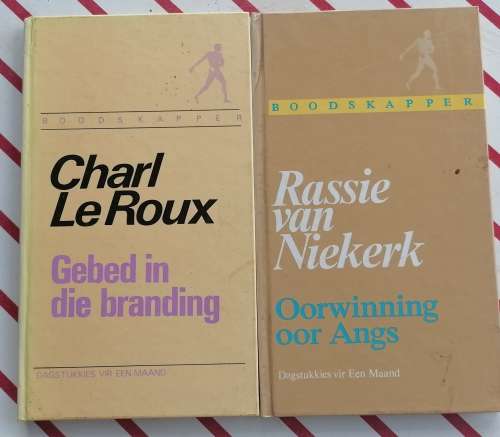 BOODSKAPPER
Charl
Le Roux
Gebed in
die branding
DAGSTUKKIES VIR EEN MAAND
BOODSKAPPER
Rassie
van
Niekerk
Oorwinning
oor Angs
Dagstukkies vir Een Maand